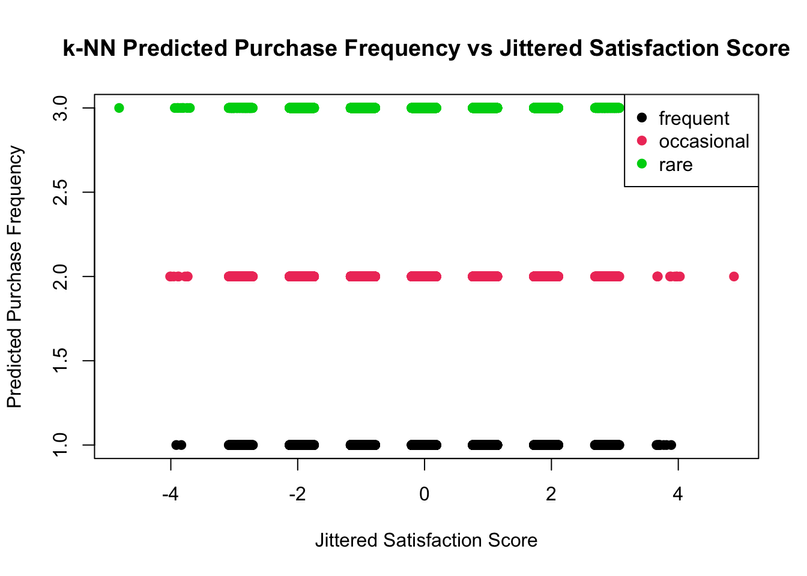 k-NN Predicted Purchase Frequency vs Jittered Satisfaction Score
Predicted Purchase Frequency
3.0
2.5
2.0
1.5
1.0
frequent
occasional
rare
-4
-2
0
2
4
Jittered Satisfaction Score